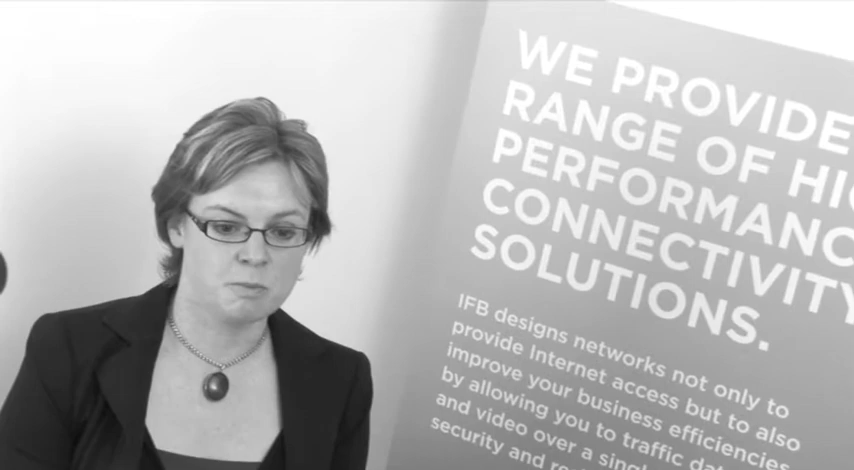 WE PROVIDE
RANGE OF
PERFORMANC
CONNECTIVITY
SOLUTIONS.
IFB designs networks not only to
provide Internet access but to also
improve your business efficiencies
by allowing you to traffic
and video over a single
security and